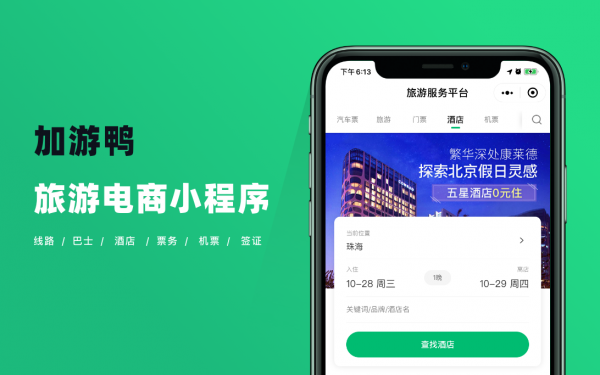 加游鸭
旅游电商小程序
线路 / 巴士 / 酒店 / 票务 / 机票 / 签证
下午6:13
旅游服务平台
汽车票 旅游 门票 酒店 机票
繁华深处康莱德
探索北京假日灵感
五星酒店0元住
当前位置
珠海
入住 离店
10-28 周三 1晚 10-29 周四
关键词/品牌/酒店名
查找酒店